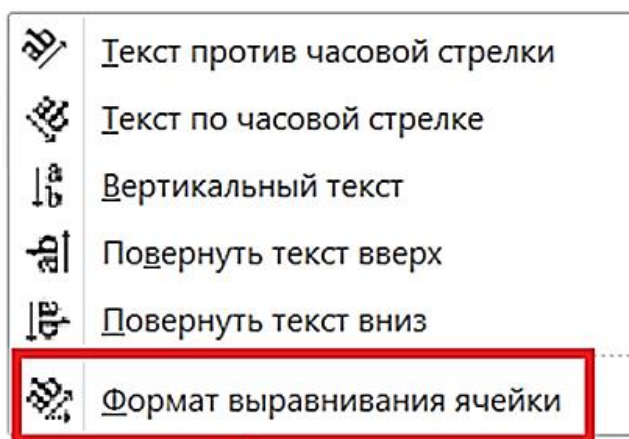 Текст против часовой стрелки
Текст по часовой стрелке
Вертикальный текст
Повернуть текст вверх
Повернуть текст вниз
Формат выравнивания ячейки